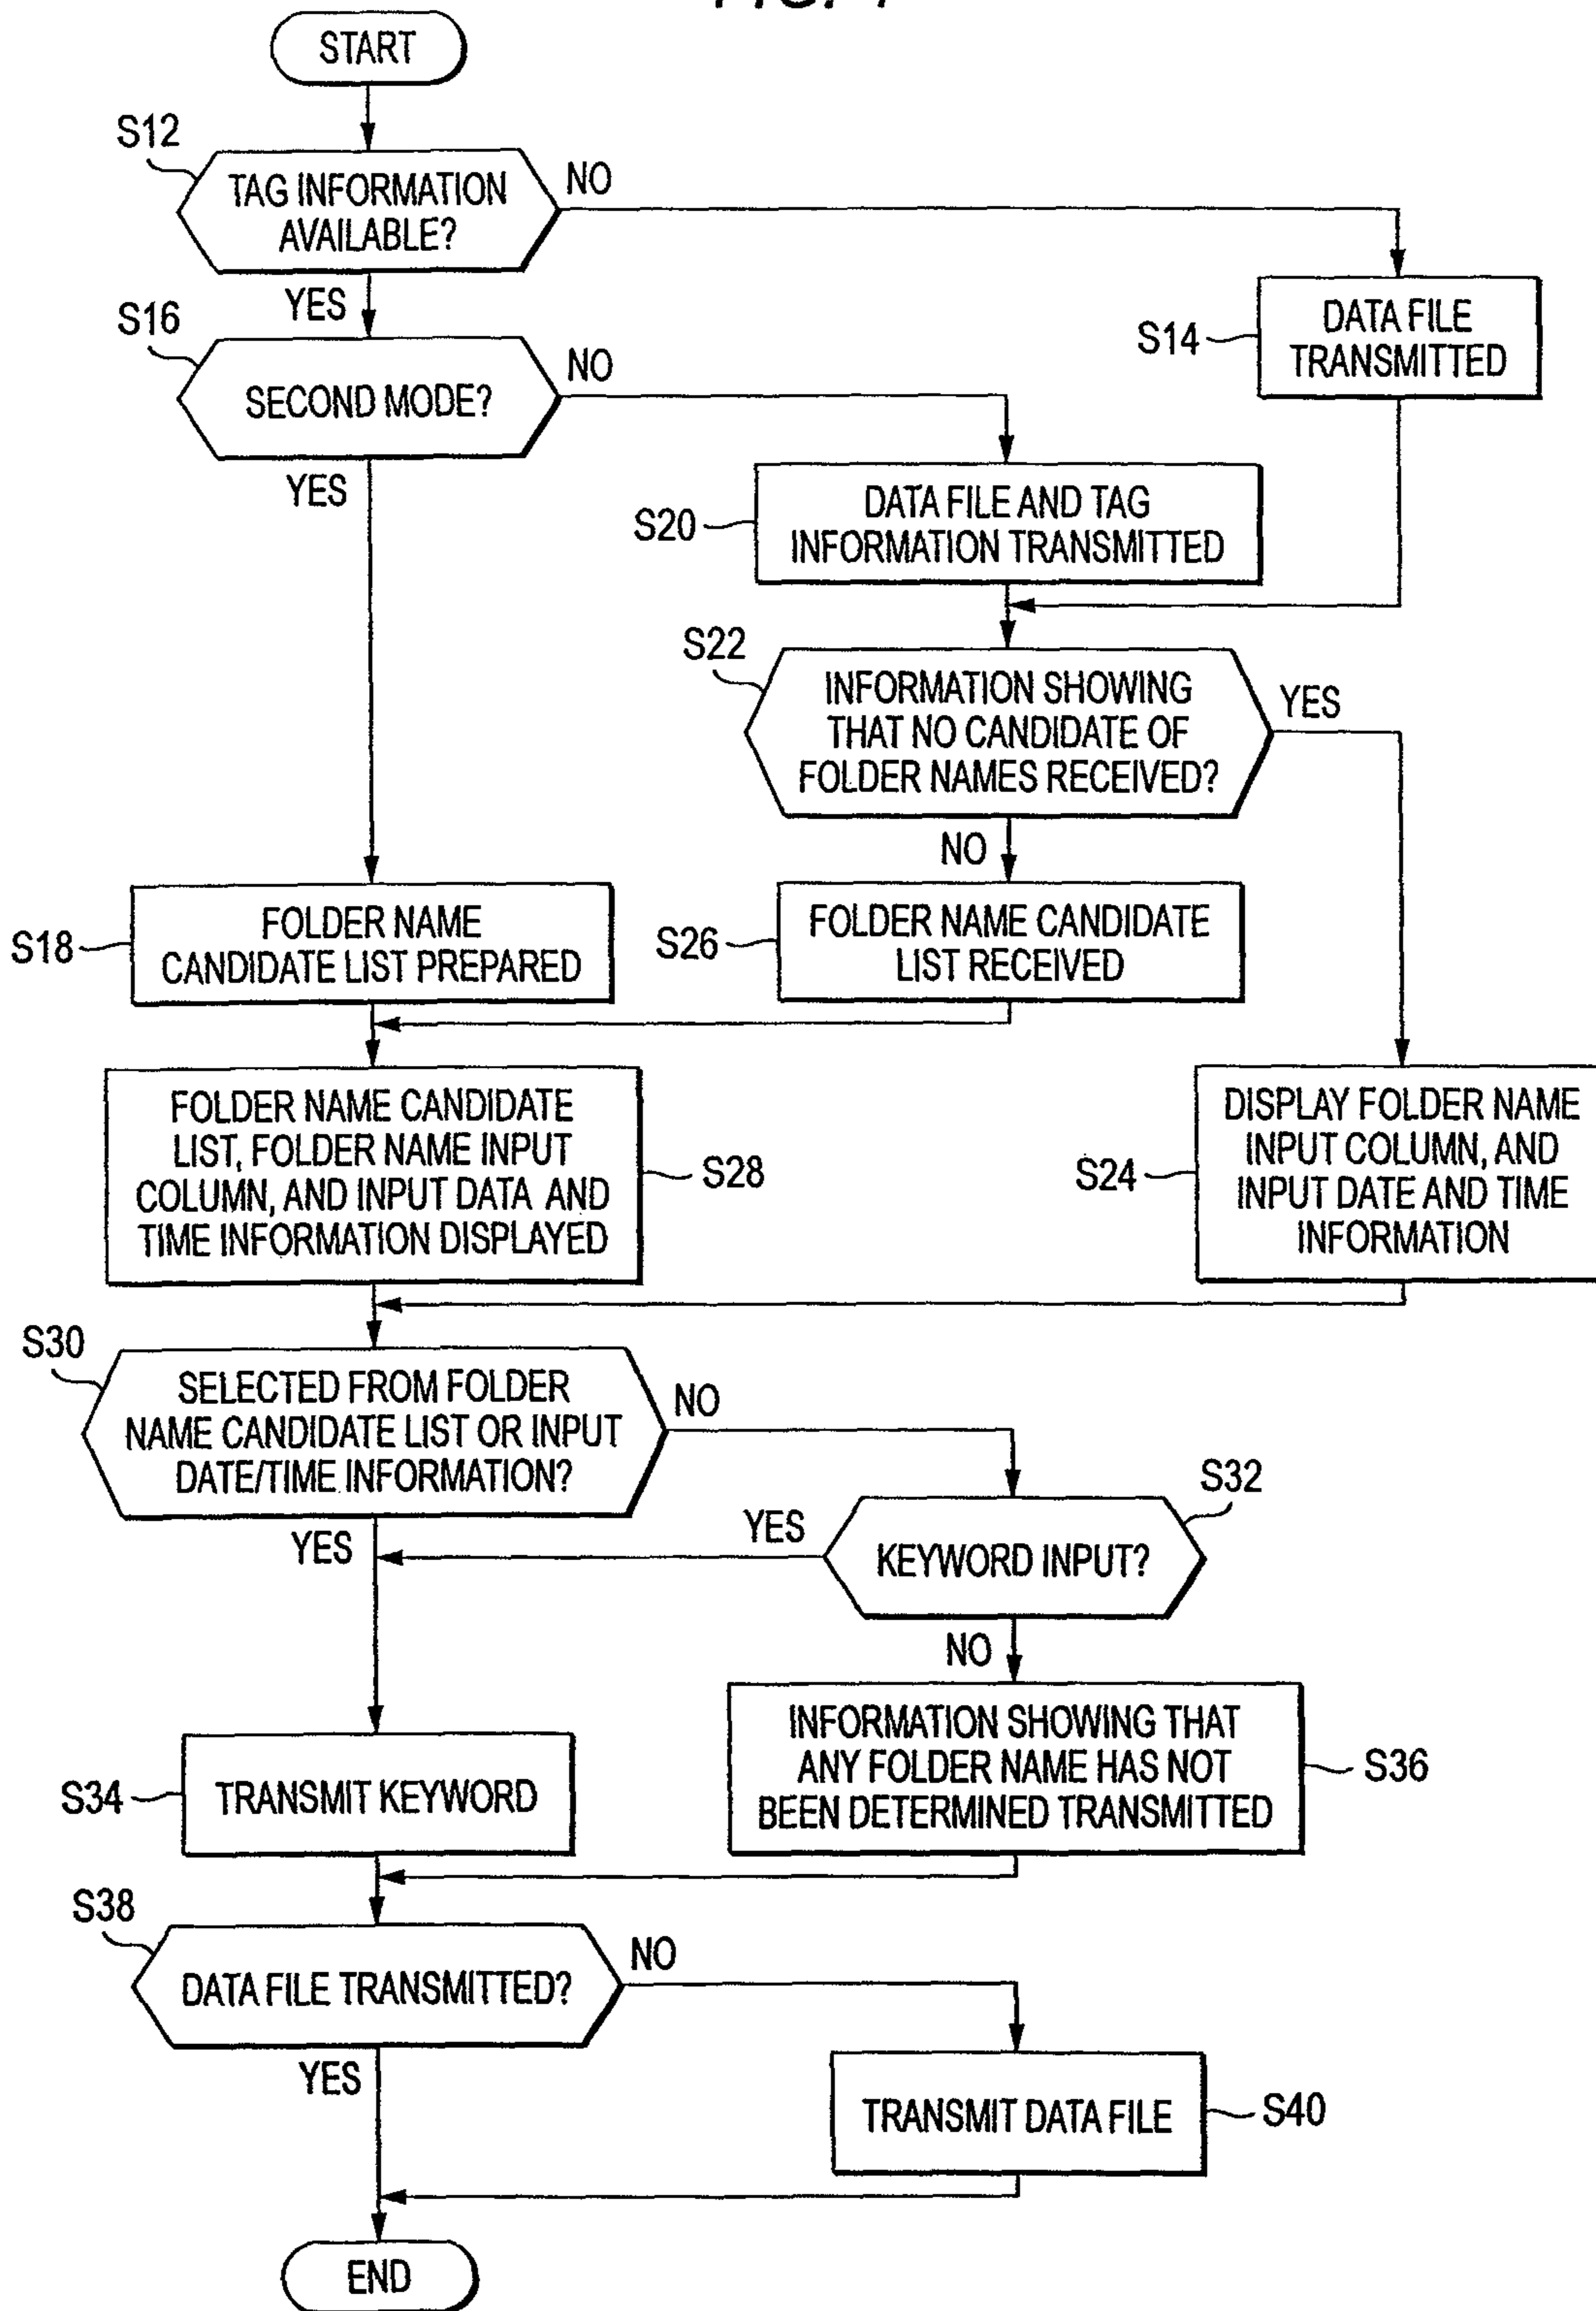 START
S12
TAG INFORMATION
AVAILABLE?
NO
YES
S14
DATA FILE
TRANSMITTED
S16
SECOND MODE?
NO
YES
S20
DATA FILE AND TAG
INFORMATION TRANSMITTED
S22
INFORMATION SHOWING
THAT NO CANDIDATE OF
FOLDER NAMES RECEIVED?
YES
NO
S18
FOLDER NAME
CANDIDATE LIST PREPARED
S26
FOLDER NAME CANDIDATE
LIST RECEIVED
FOLDER NAME CANDIDATE
LIST, FOLDER NAME INPUT
COLUMN, AND INPUT DATA AND
TIME INFORMATION DISPLAYED
S28
S24
DISPLAY FOLDER NAME
INPUT COLUMN, AND
INPUT DATE AND TIME
INFORMATION
S30
SELECTED FROM FOLDER
NAME CANDIDATE LIST OR INPUT
DATE/TIME INFORMATION?
NO
YES
S32
KEYWORD INPUT?
YES
NO
S34
TRANSMIT KEYWORD
INFORMATION SHOWING THAT
ANY FOLDER NAME HAS NOT
BEEN DETERMINED TRANSMITTED
S36
S38
DATA FILE TRANSMITTED?
NO
YES
TRANSMIT DATA FILE
S40
END